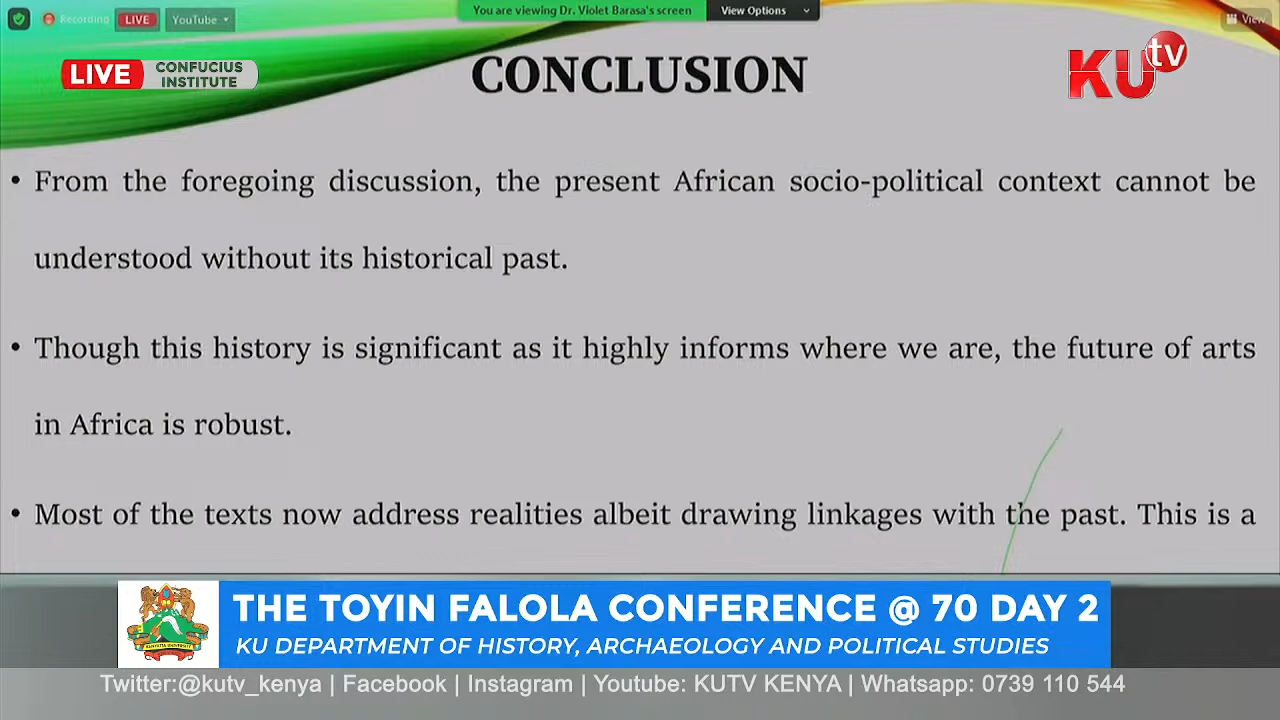 Recording
LIVE
YouTube
You are viewing Dr. Violet Barasa's screen
View Options
View
LIVE
CONFUCIUS
INSTITUTE
KU tv
CONCLUSION
• From the foregoing discussion, the present African socio-political context cannot be
understood without its historical past.
• Though this history is significant as it highly informs where we are, the future of arts
in Africa is robust.
• Most of the texts now address realities albeit drawing linkages with the past. This is a
KENYATTA UNIVERSITY
THE TOYIN FALOLA CONFERENCE @ 70 DAY 2
KU DEPARTMENT OF HISTORY, ARCHAEOLOGY AND POLITICAL STUDIES
Twitter:@kutv_kenya | Facebook | Instagram | Youtube: KUTV KENYA | Whatsapp: 0739 110 544